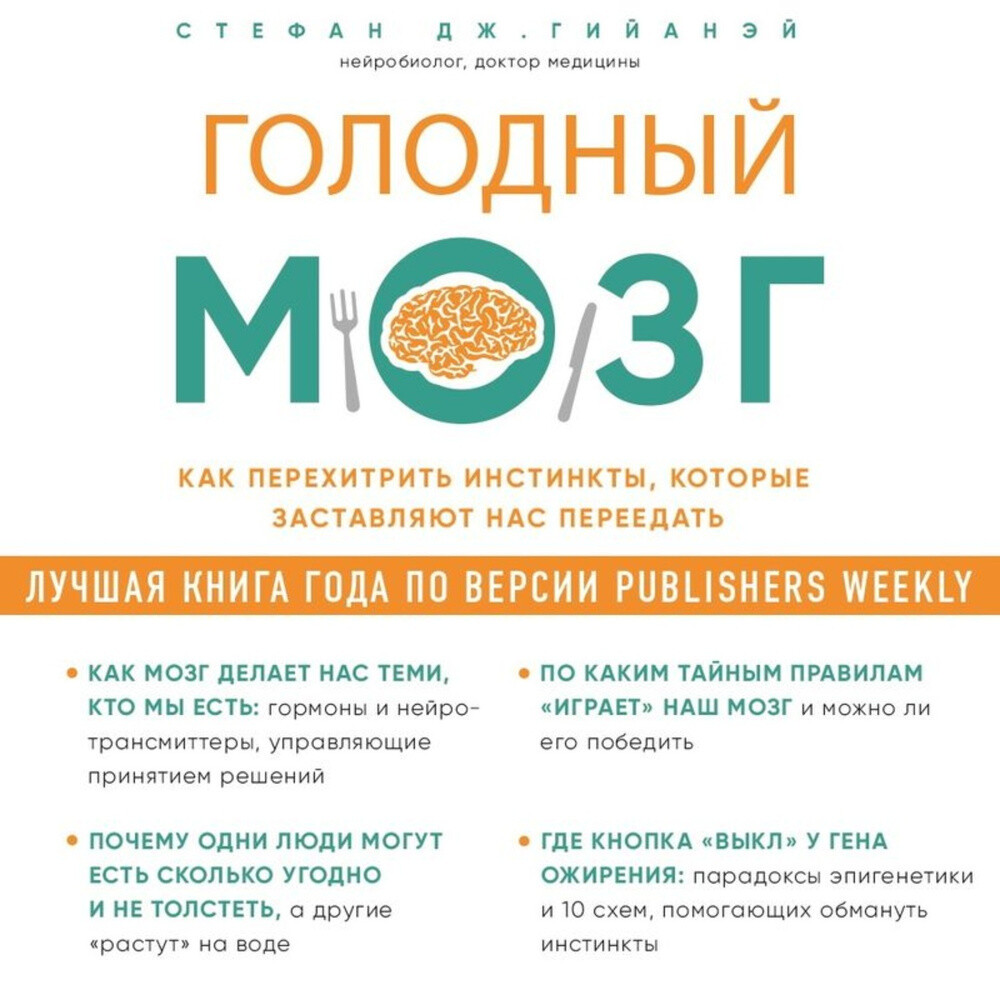 СТЕФАН ДЖ. ГИЙАНЭЙ
нейробиолог, доктор медицины
ГОЛОДНЫЙ
МОЗГ
КАК ПЕРЕХИТРИТЬ ИНСТИНКТЫ, КОТОРЫЕ
ЗАСТАВЛЯЮТ НАС ПЕРЕЕДАТЬ
ЛУЧШАЯ КНИГА ГОДА ПО ВЕРСИИ PUBLISHERS WEEKLY
• КАК МОЗГ ДЕЛАЕТ НАС ТЕМИ,
КТО МЫ ЕСТЬ: гормоны и нейро-
трансмиттеры, управляющие
принятием решений
• ПОЧЕМУ ОДНИ ЛЮДИ МОГУТ
ЕСТЬ СКОЛЬКО УГОДНО
И НЕ ТОЛСТЕТЬ, а другие
«растут» на воде
• ПО КАКИМ ТАЙНЫМ ПРАВИЛАМ
«ИГРАЕТ» НАШ МОЗГ и можно ли
его победить
• ГДЕ КНОПКА «ВЫКЛ» У ГЕНА
ОЖИРЕНИЯ: парадоксы эпигенетики
и 10 схем, помогающих обмануть
инстинкты